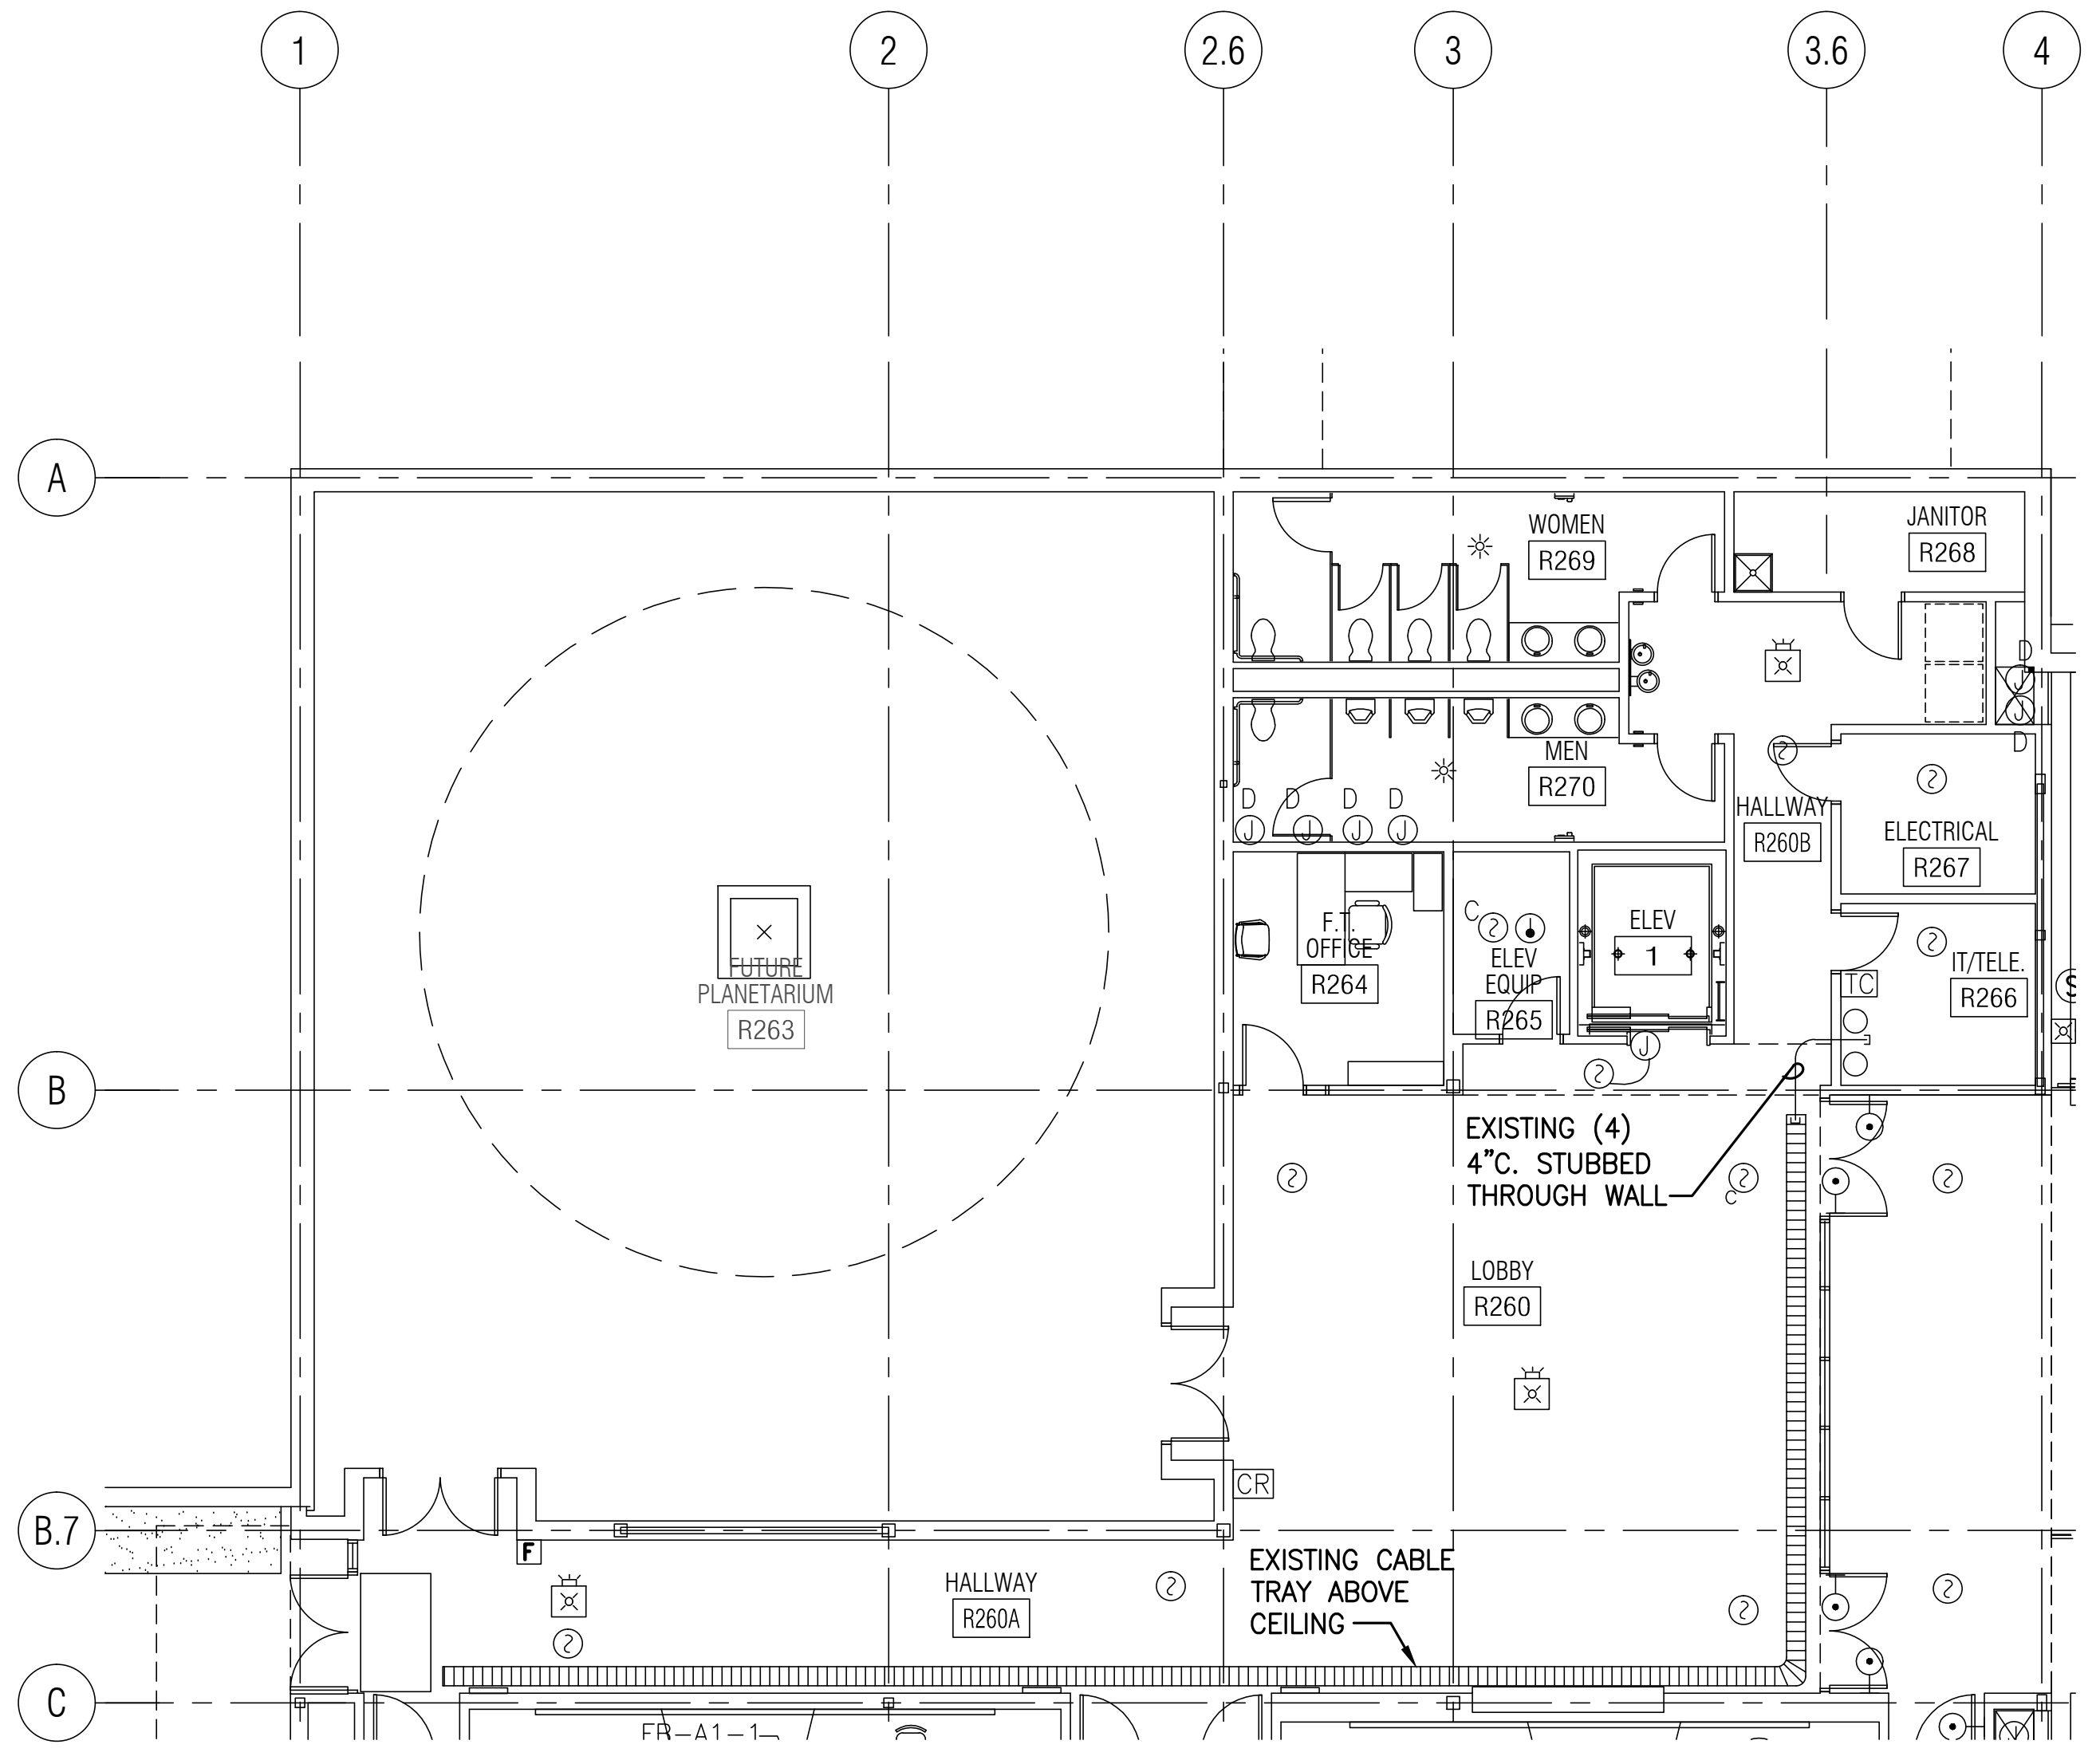 1
2
2.6
3
3.6
4
A
WOMEN
R269
JANITOR
R268
D
J
J
D
MEN
R270
D D D D
J J J J
HALLWAY
R260B
ELECTRICAL
R267
F.T.
OFFICE
R264
C
ELEV
EQUIP
R265
ELEV
1
IT/TELE.
R266
TC
S
J
FUTURE
PLANETARIUM
R263
B
EXISTING (4)
4"C. STUBBED
THROUGH WALL
C
LOBBY
R260
CR
B.7
F
EXISTING CABLE
TRAY ABOVE
CEILING
HALLWAY
R260A
C